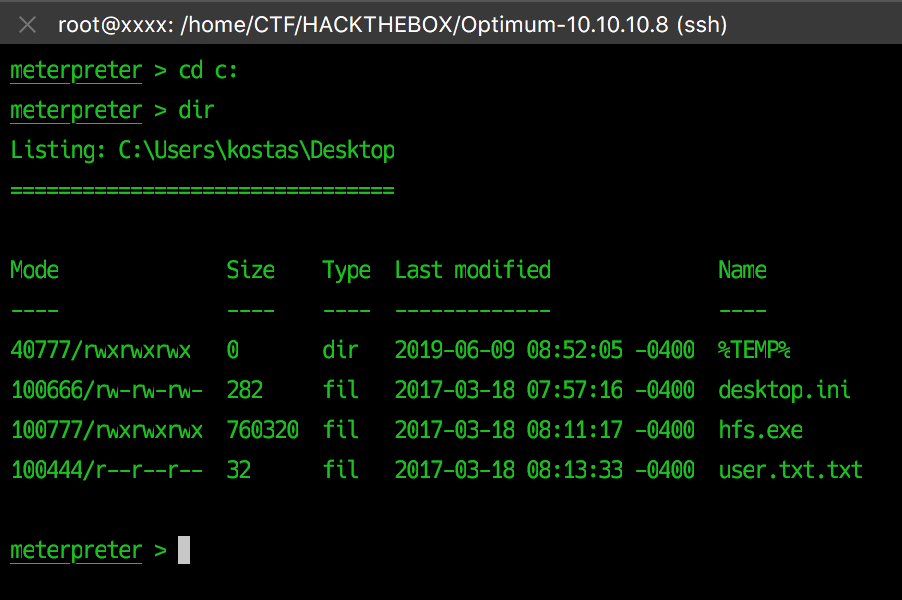 root@xxxx: /home/CTF/HACKTHEBOX/Optimum-10.10.10.8 (ssh)
meterpreter > cd c:
meterpreter > dir
Listing: C:\Users\kostas\Desktop
================================
Mode              Size    Type  Last modified              Name
----              ----    ----  -------------              ----
40777/rwxrwxrwx   0       dir   2019-06-09 08:52:05 -0400  %TEMP%
100666/rw-rw-rw-  282     fil   2017-03-18 07:57:16 -0400  desktop.ini
100777/rwxrwxrwx  760320  fil   2017-03-18 08:11:17 -0400  hfs.exe
100444/r--r--r--  32      fil   2017-03-18 08:13:33 -0400  user.txt.txt
meterpreter >